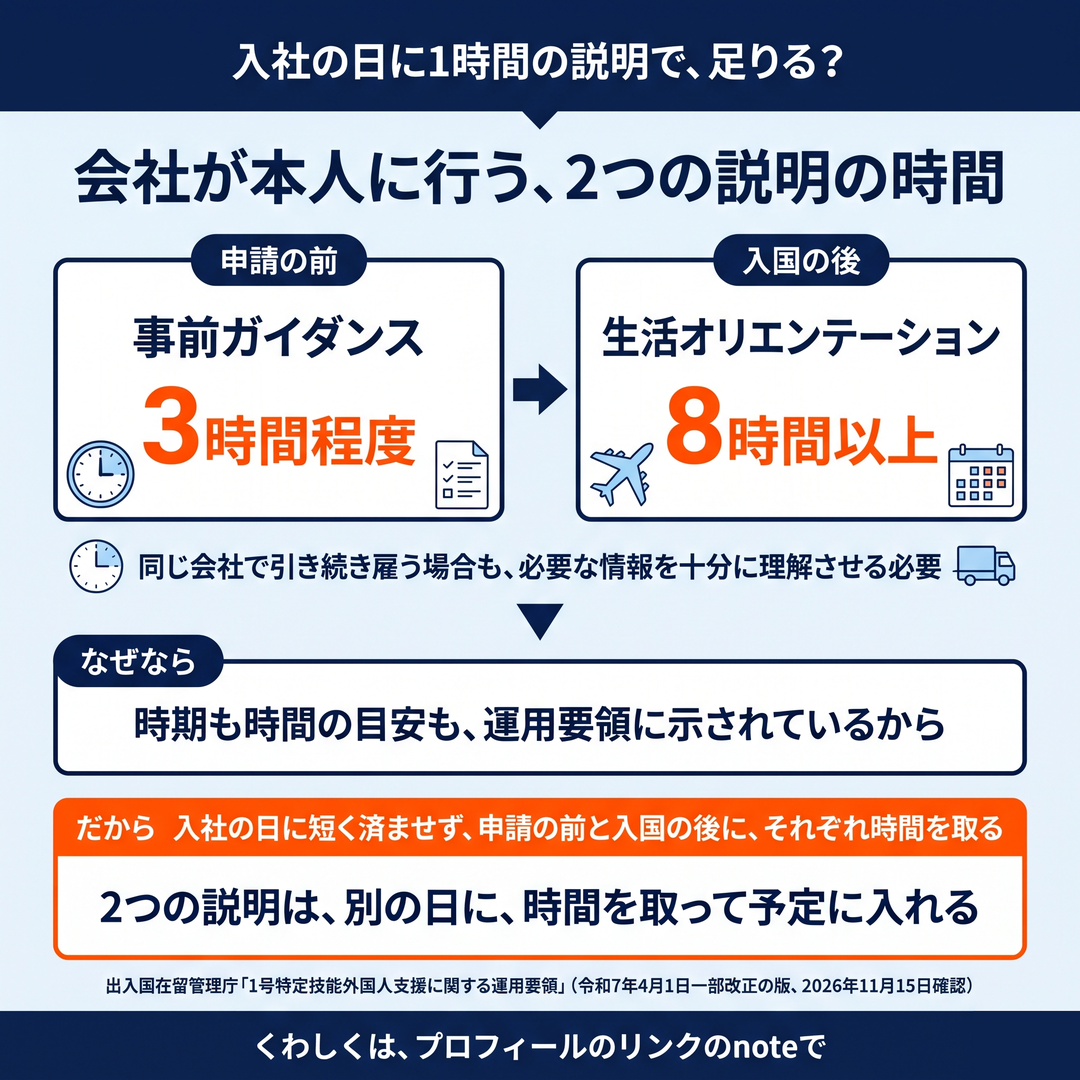 入社の日に1時間の説明で、足りる？
会社が本人に行う、2つの説明の時間
申請の前
事前ガイダンス
3時間程度
入国の後
生活オリエンテーション
8時間以上
同じ会社で引き続き雇う場合も、必要な情報を十分に理解させる必要
なぜなら
時期も時間の目安も、運用要領に示されているから
だから 入社の日に短く済ませず、申請の前と入国の後に、それぞれ時間を取る
2つの説明は、別の日に、時間を取って予定に入れる
出入国在留管理庁「1号特定技能外国人支援に関する運用要領」（令和7年4月1日一部改正の版、2026年11月15日確認）
くわしくは、プロフィールのリンクのnoteで